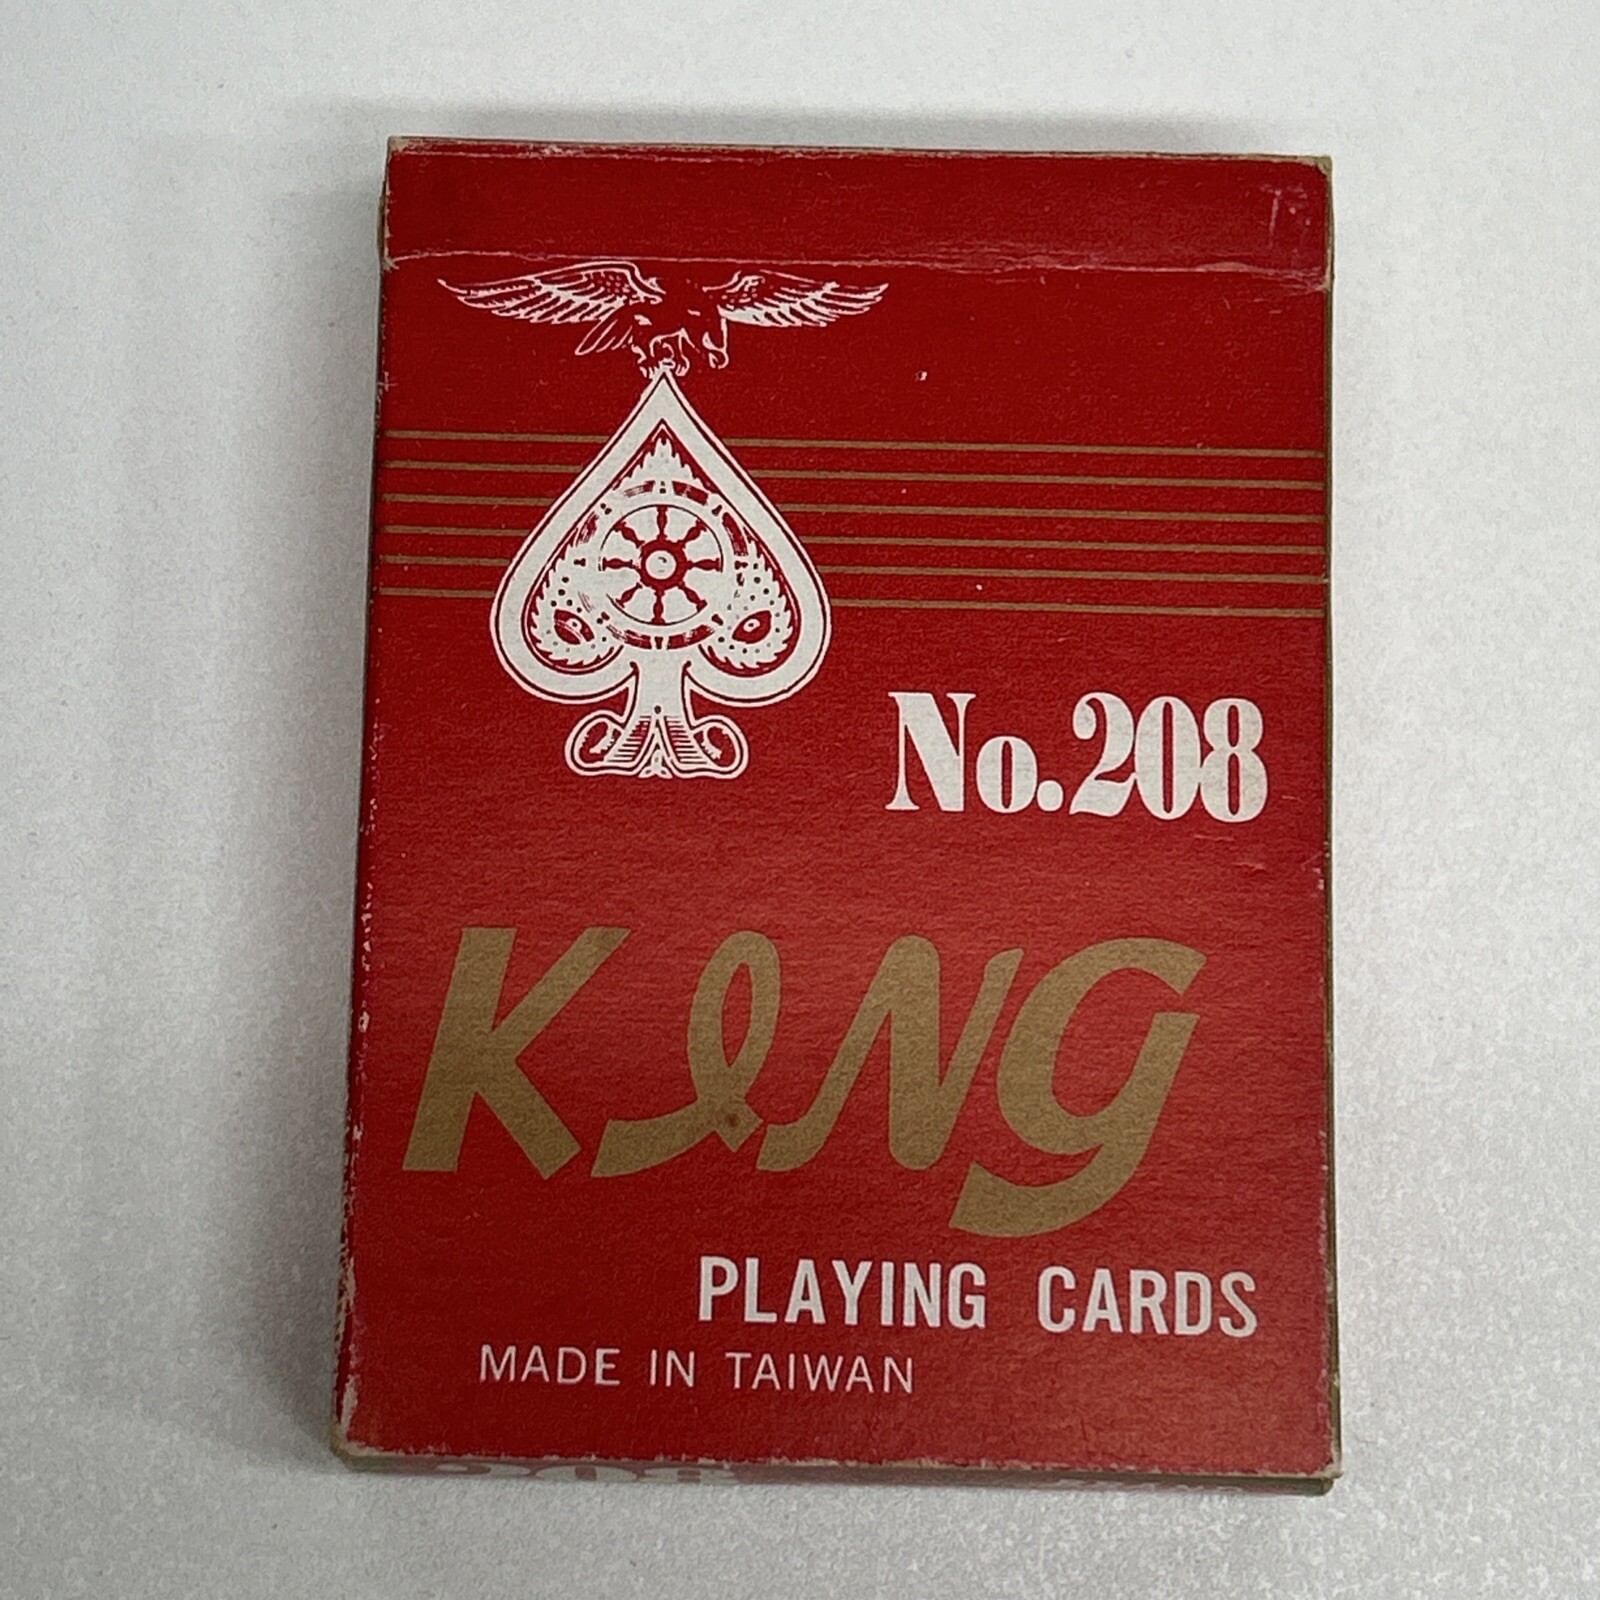 No.208
KING
PLAYING CARDS
MADE IN TAIWAN